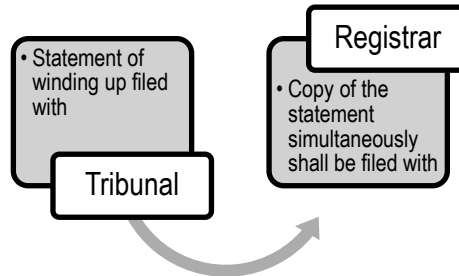 • Statement of
winding up filed
with
Tribunal
Registrar
• Copy of the
statement
simultaneously
shall be filed with